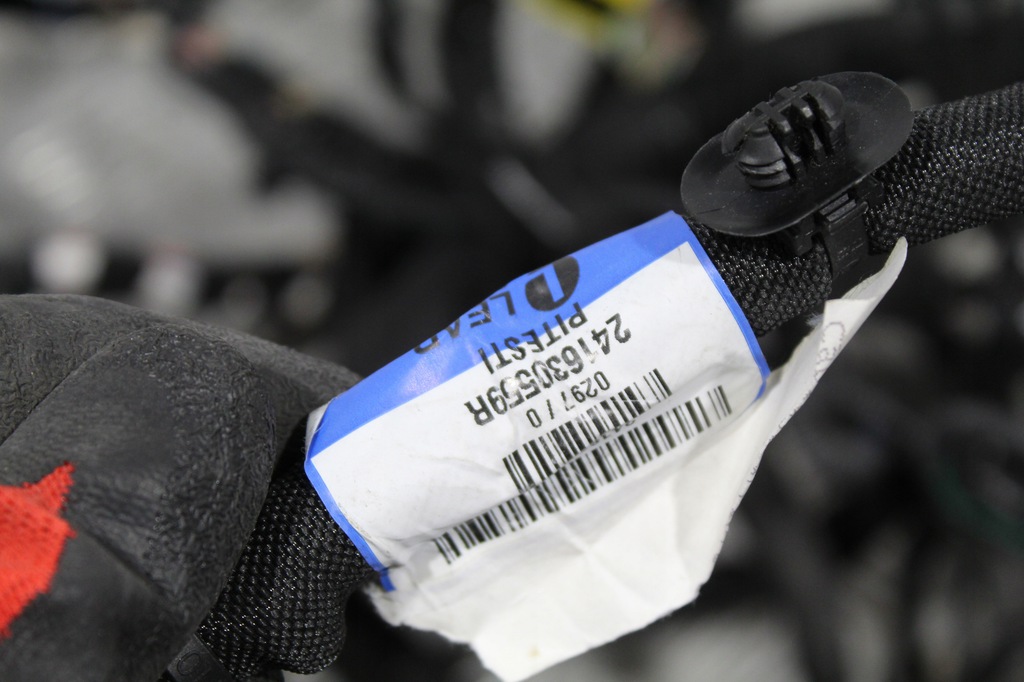 LEAR
PITESTI
241630559R
0297 / 0